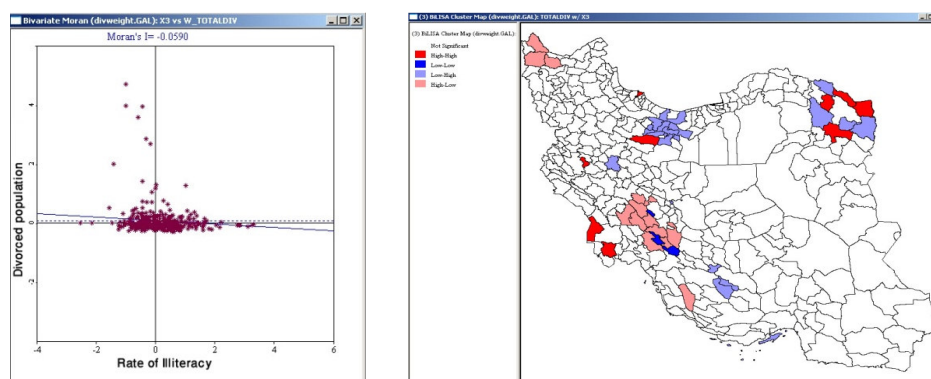 Bivariate Moran (divweight.GAL): X3 vs W_TOTALDIV
Moran's I= -0.0590
Divorced population
4
2
0
-2
-4
-2
0
2
4
6
Rate of Illiteracy
(3) BiLISA Cluster Map (divweight.GAL): TOTALDIV w/ X3
(3) BiLISA Cluster Map (divweight.GAL):
Not Significant
High-High
Low-Low
Low-High
High-Low